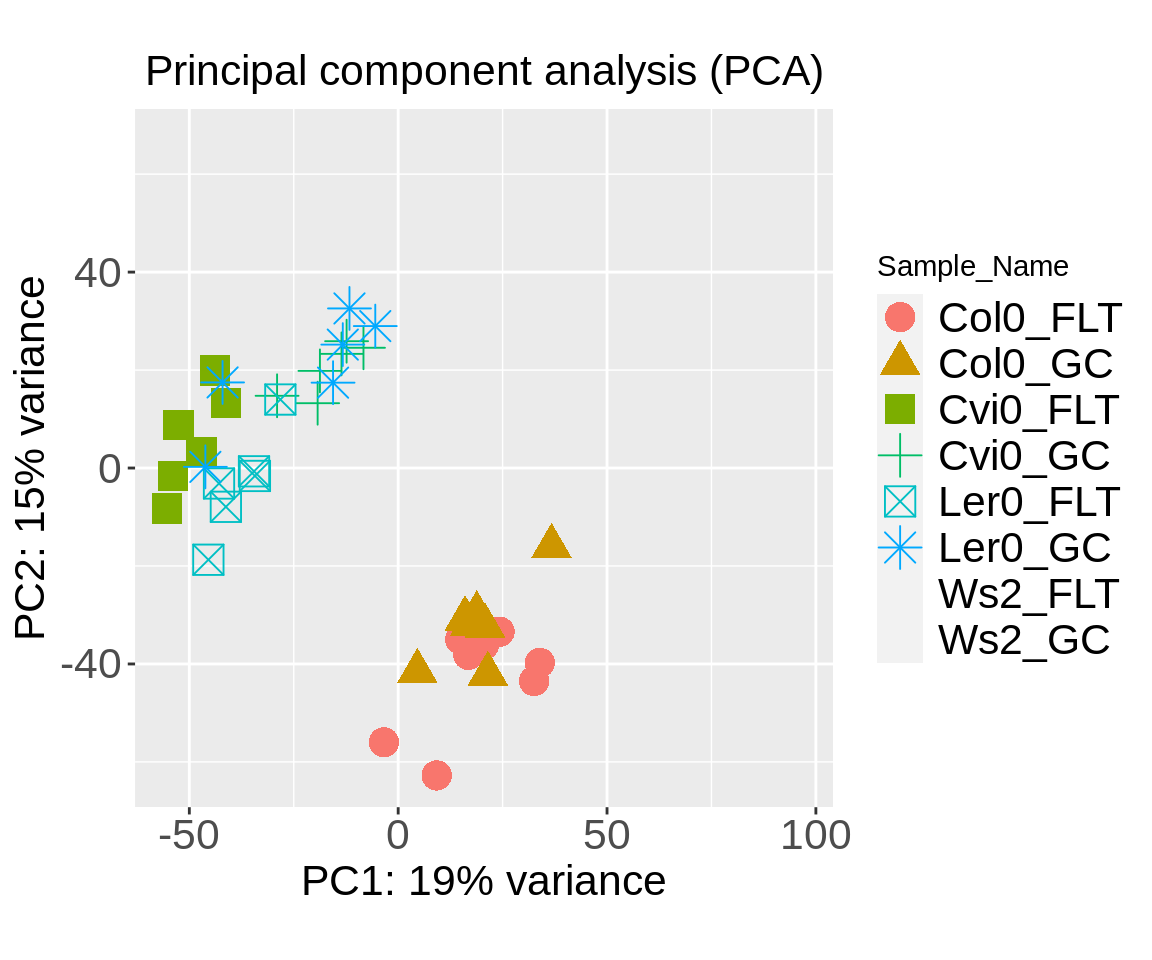 Principal component analysis (PCA)
40
0
-40
PC2: 15% variance
-50 0 50 100
PC1: 19% variance
Sample_Name
Col0_FLT
Col0_GC
Cvi0_FLT
Cvi0_GC
Ler0_FLT
Ler0_GC
Ws2_FLT
Ws2_GC